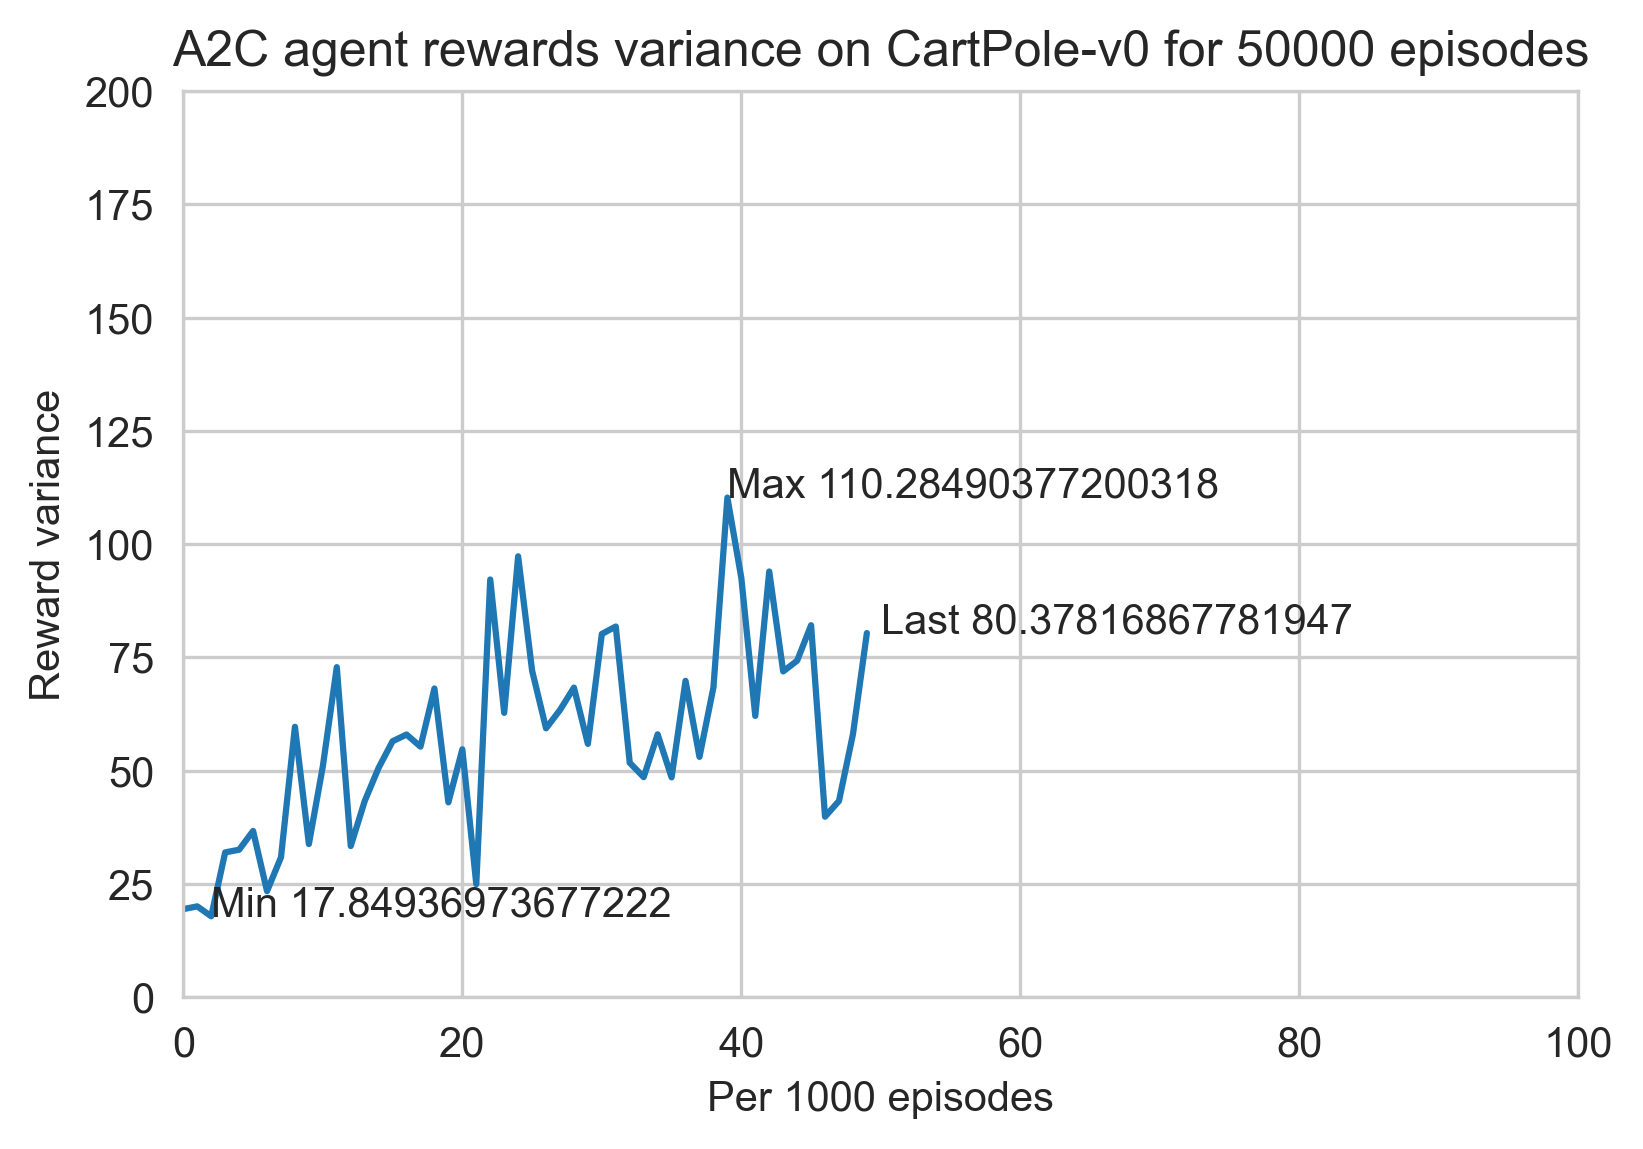 A2C agent rewards variance on CartPole-v0 for 50000 episodes
200
175
150
125
100
75
50
25
0
Reward variance
Max 110.28490377200318
Last 80.37816867781947
Min 17.84936973677222
0 20 40 60 80 100
Per 1000 episodes